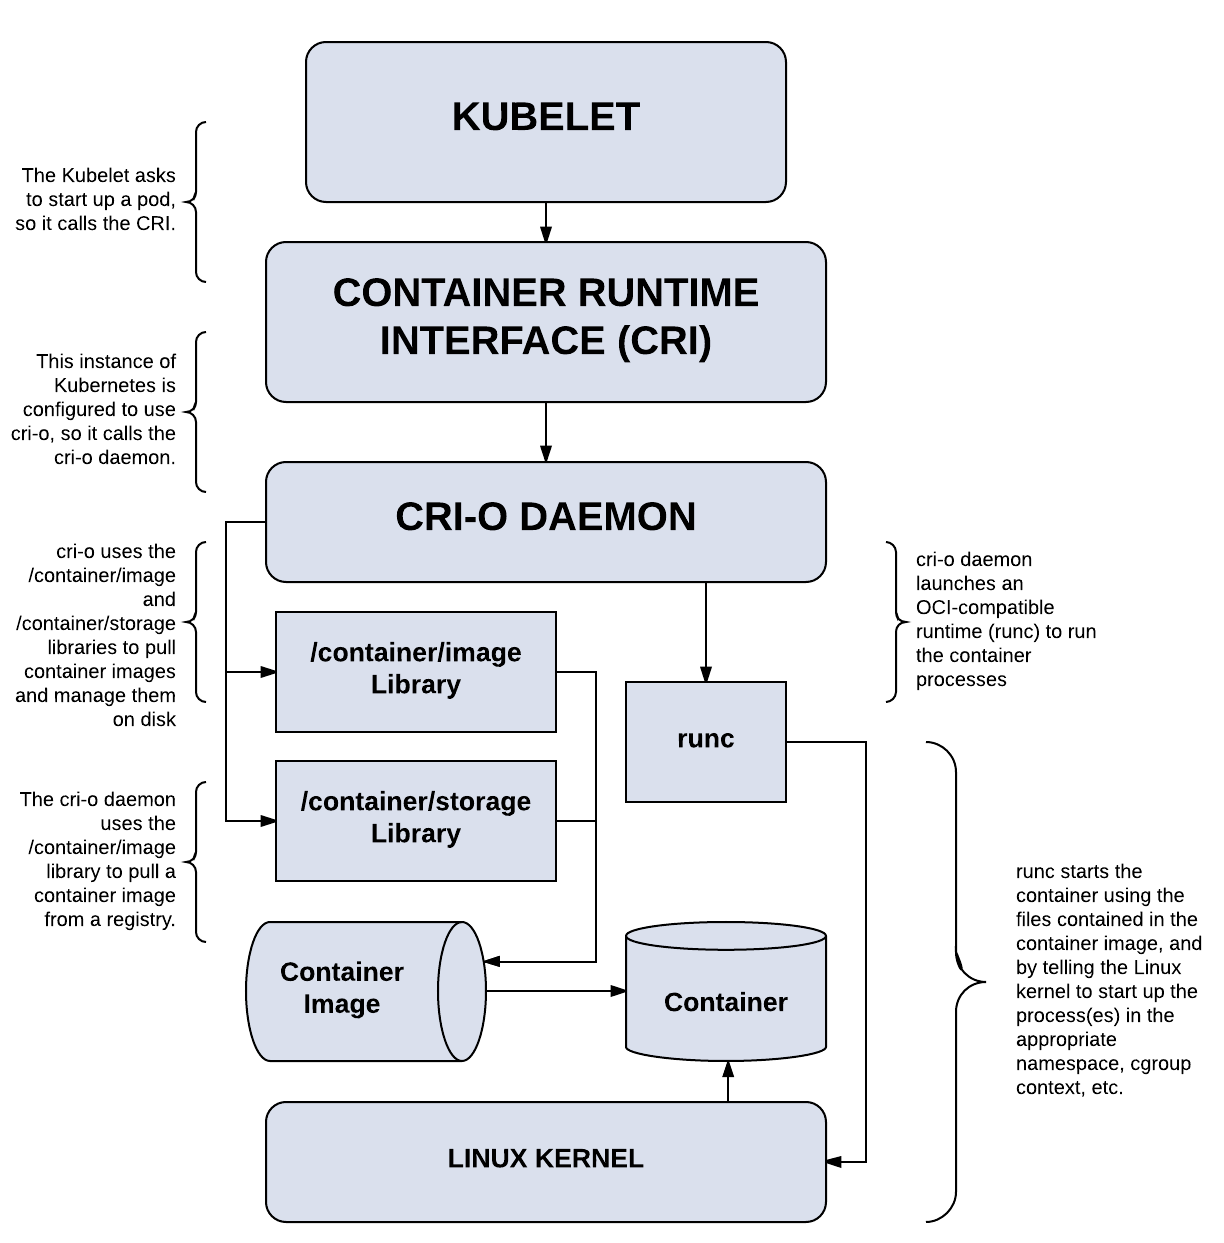 KUBELET
The Kubelet asks
to start up a pod,
so it calls the CRI.
CONTAINER RUNTIME
INTERFACE (CRI)
This instance of
Kubernetes is
configured to use
cri-o, so it calls the
cri-o daemon.
CRI-O DAEMON
cri-o uses the
/container/image
and
/container/storage
libraries to pull
container images
and manage them
on disk
cri-o daemon
launches an
OCI-compatible
runtime (runc) to run
the container
processes
/container/image
Library
runc
/container/storage
Library
The cri-o daemon
uses the
/container/image
library to pull a
container image
from a registry.
runc starts the
container using the
files contained in the
container image, and
by telling the Linux
kernel to start up the
process(es) in the
appropriate
namespace, cgroup
context, etc.
Container
Image
Container
LINUX KERNEL